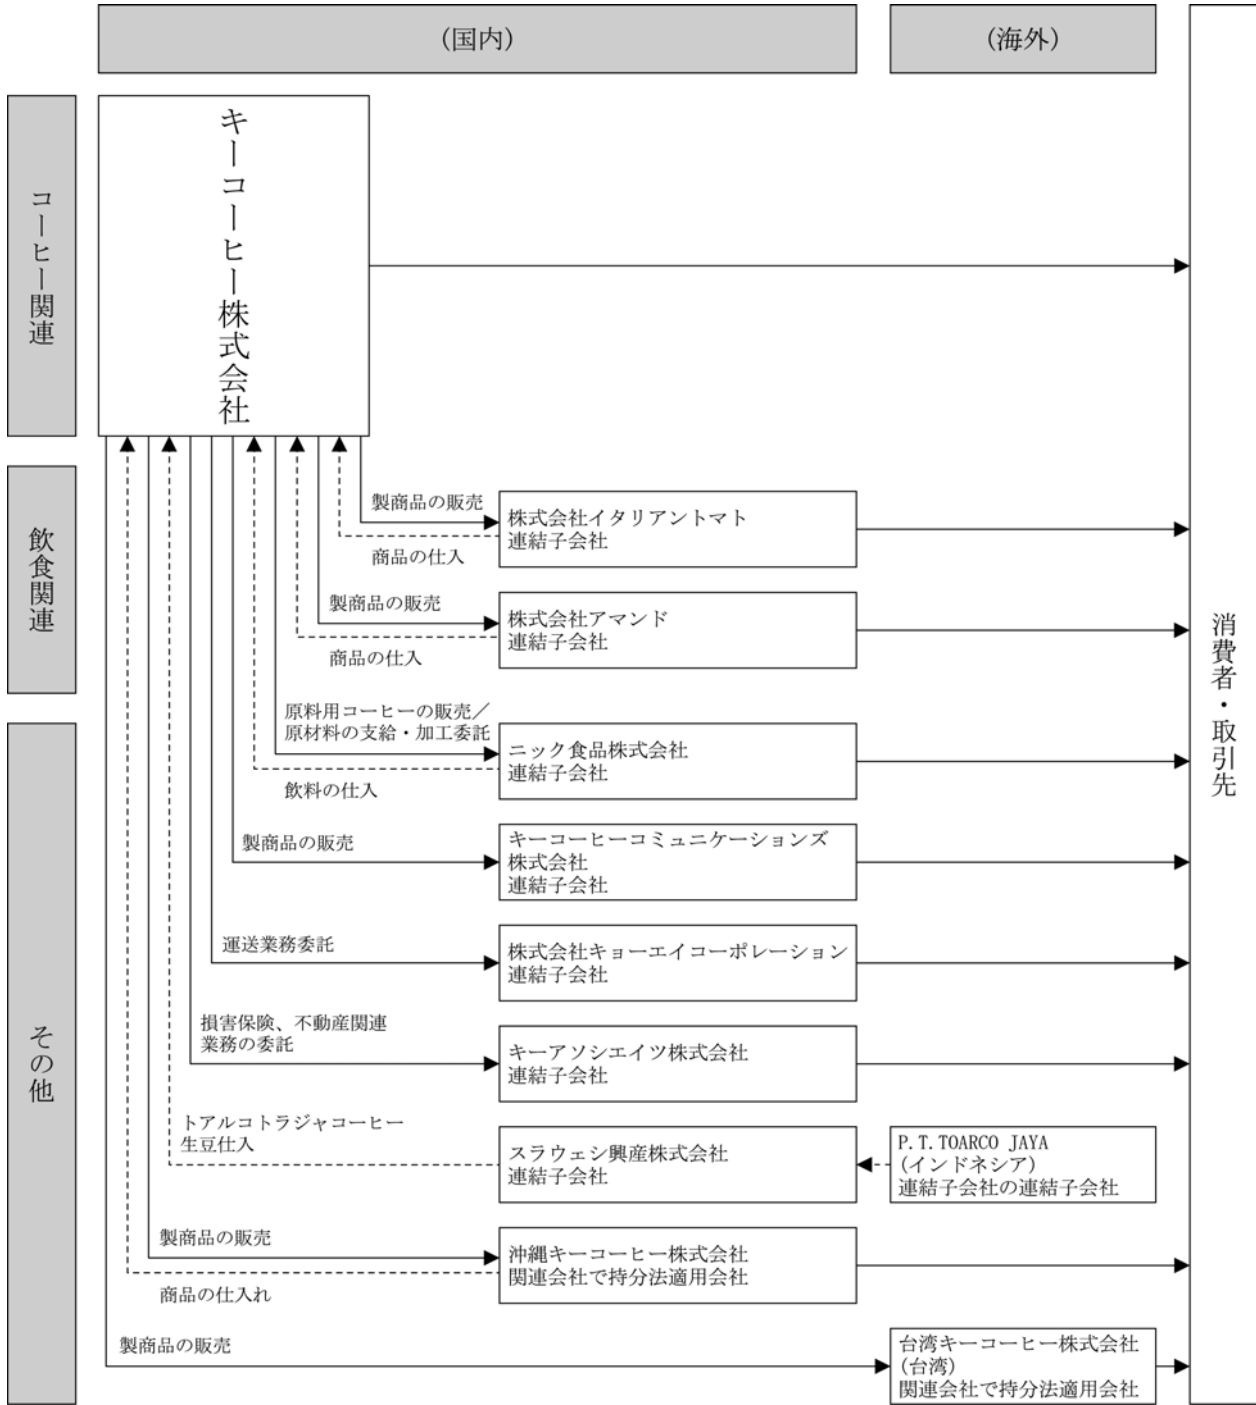 (国内)
(海外)
コーヒー関連
キーコーヒー株式会社
飲食関連
製商品の販売
株式会社イタリアントマト
連結子会社
商品の仕入
製商品の販売
株式会社アマンド
連結子会社
商品の仕入
消費者・取引先
その他
原料用コーヒーの販売／
原材料の支給・加工委託
ニック食品株式会社
連結子会社
飲料の仕入
製商品の販売
キーコーヒーコミュニケーションズ
株式会社
連結子会社
運送業務委託
株式会社キョーエイコーポレーション
連結子会社
損害保険、不動産関連
業務の委託
キーアソシエイツ株式会社
連結子会社
トアルコトラジャコーヒー
生豆仕入
スラウェシ興産株式会社
連結子会社
P.T.TOARCO JAYA
(インドネシア)
連結子会社の連結子会社
製商品の販売
沖縄キーコーヒー株式会社
関連会社で持分法適用会社
商品の仕入れ
製商品の販売
台湾キーコーヒー株式会社
(台湾)
関連会社で持分法適用会社